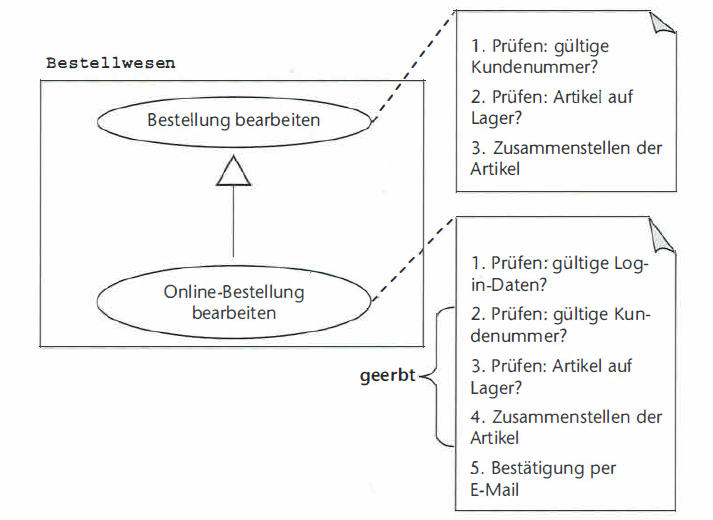 Bestellwesen
Bestellung bearbeiten
Online-Bestellung
bearbeiten
1. Prüfen: gültige
Kundenummer?
2. Prüfen: Artikel auf
Lager?
3. Zusammenstellen der
Artikel
1. Prüfen: gültige Log-
in-Daten?
2. Prüfen: gültige Kun-
denummer?
3. Prüfen: Artikel auf
Lager?
4. Zusammenstellen der
Artikel
5. Bestätigung per
E-Mail
geerbt